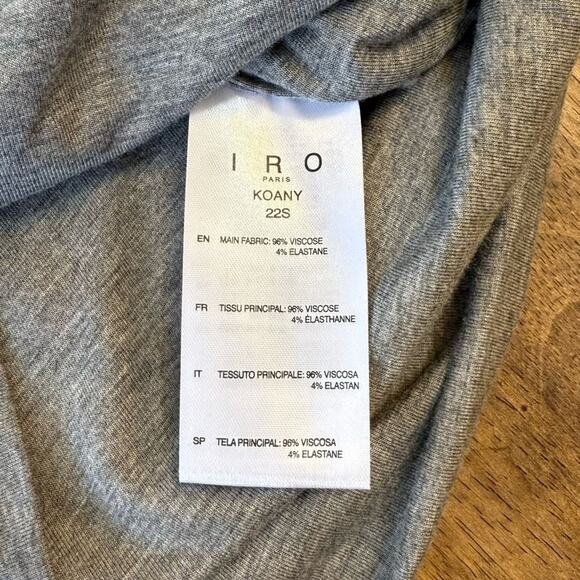 IRO
PARIS
KOANY
22S
EN MAIN FABRIC: 96% VISCOSE
4% ELASTANE
FR TISSU PRINCIPAL: 96% VISCOSE
4% ÉLASTHANNE
IT TESSUTO PRINCIPALE: 96% VISCOSA
4% ELASTAN
SP TELA PRINCIPAL: 96% VISCOSA
4% ELASTANE